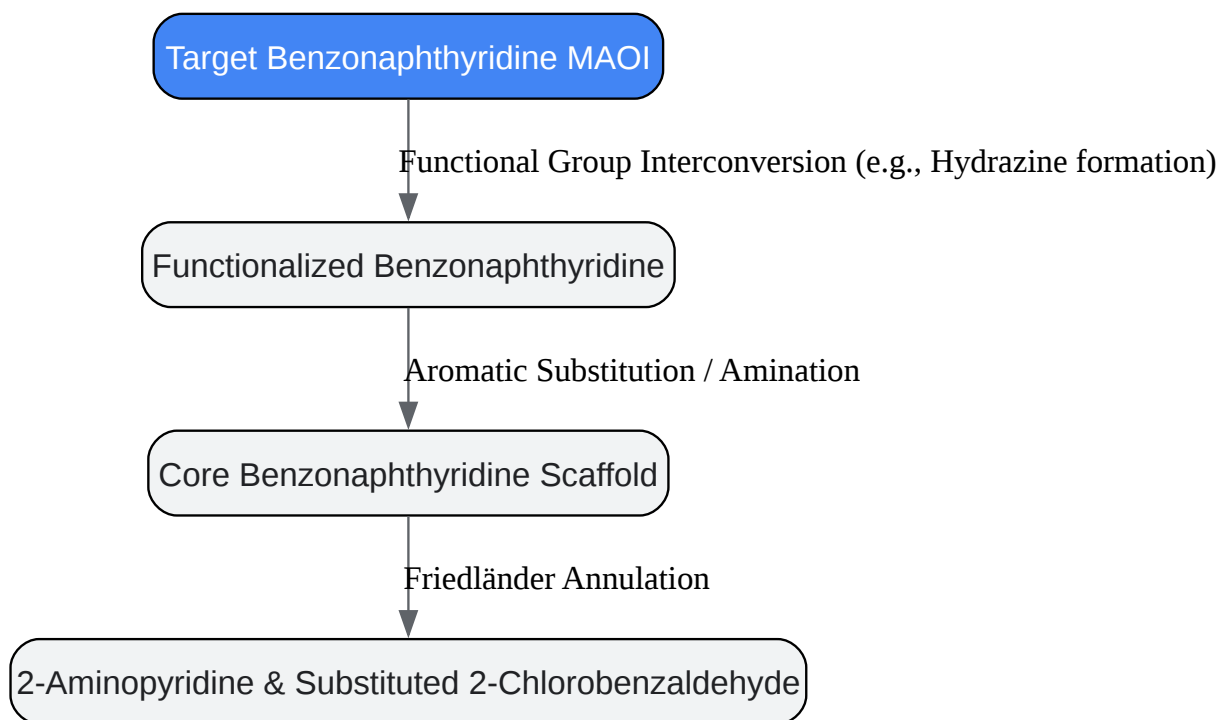 Target Benzonaphthyridine MAOI
Functional Group Interconversion (e.g., Hydrazine formation)
Functionalized Benzonaphthyridine
Aromatic Substitution / Amination
Core Benzonaphthyridine Scaffold
Friedländer Annulation
2-Aminopyridine & Substituted 2-Chlorobenzaldehyde